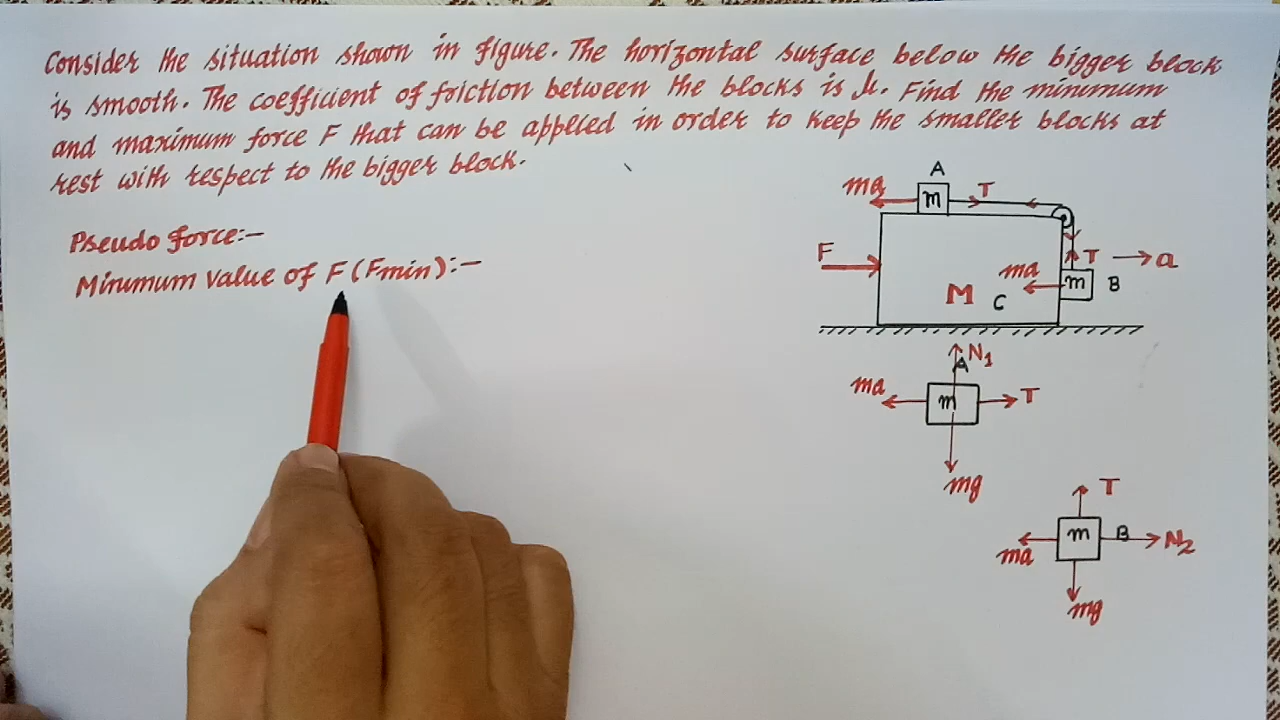 Consider the situation shown in figure. The horizontal surface below the bigger block
is smooth. The coefficient of friction between the blocks is μ. Find the minimum
and maximum force F that can be applied in order to keep the smaller blocks at
rest with respect to the bigger block.
Pseudo force:-
Minimum Value of F (Fmin):-
A
ma m T
F
T a
ma m B
M C
N1
A
ma m T
mg
T
ma m B N2
mg